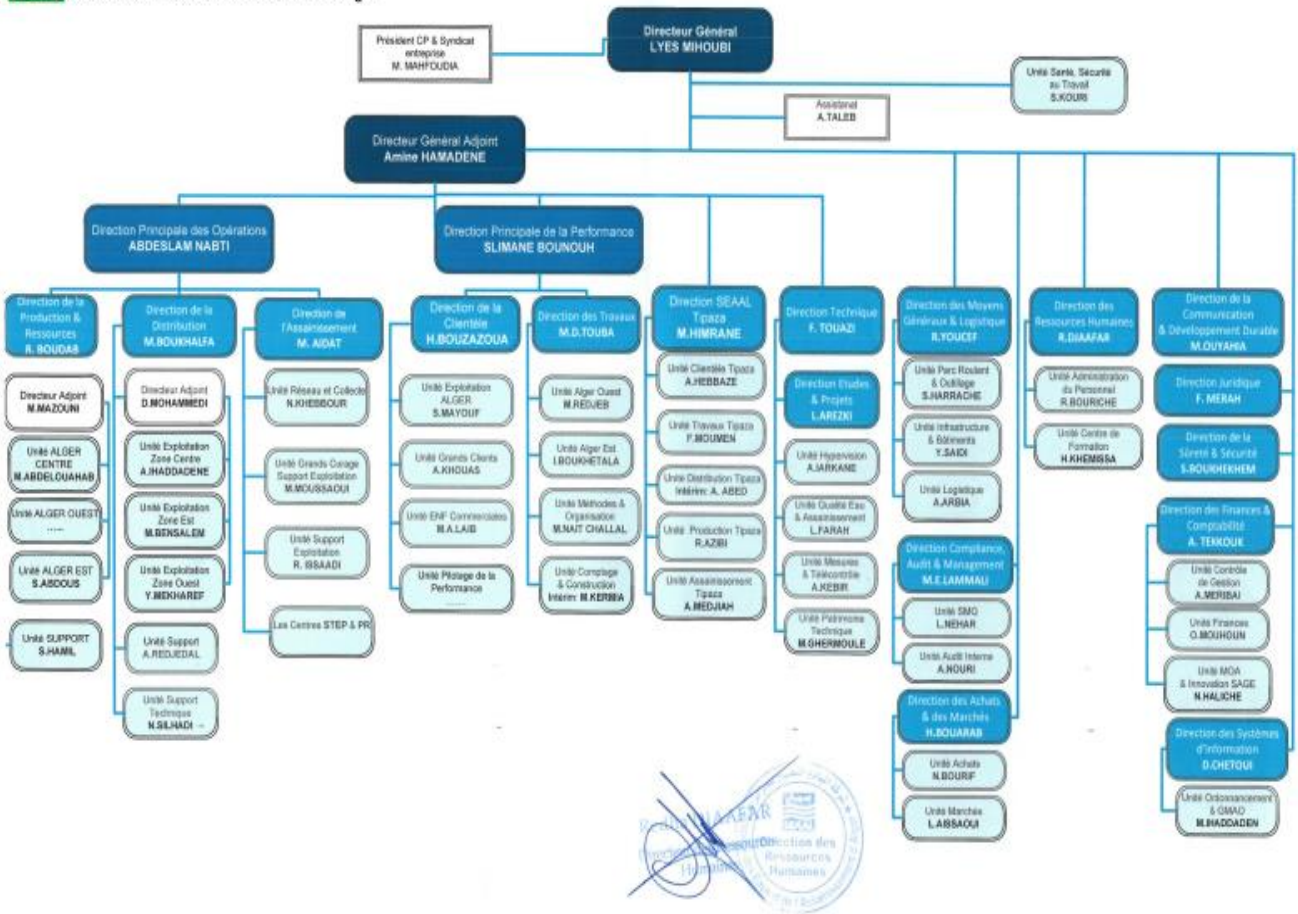 Directeur Général
LYES MIHOUBI
Président CP & Syndicat
entreprise
M. MAHFOUDIA
Unité Santé, Sécurité
au Travail
S.KOURI
Assistanat
A.TALEB
Directeur Général Adjoint
Amine HAMADENE
Direction Principale des Opérations
ABDESLAM NABTI
Direction Principale de la Performance
SLIMANE BOUNOUH
Direction de la
Production &
Ressources
R. BOUDAB
Directeur Adjoint
M.MAZOUNI
Unité ALGER
CENTRE
M.ABDELOUAHAB
Unité ALGER OUEST
......
Unité ALGER EST
S.ABDOUS
Unité SUPPORT
S.HAMIL
Direction de la
Distribution
M.BOUKHALFA
Directeur Adjoint
D.MOHAMMEDI
Unité Exploitation
Zone Centre
A.IHADDADENE
Unité Exploitation
Zone Est
M.BENSALEM
Unité Exploitation
Zone Ouest
Y.MEKHAREF
Unité Support
A.REDJEDAL
Unité Support
Technique
N.SILHADI
Direction de
l'Assainissement
M. AIDAT
Unité Réseau et Collecte
N.KHEBBOUR
Unité Grands Curage
Support Exploitation
M.MOUSSAOUI
Unité Support
Exploitation
R. ISSAADI
Les Centres STEP & PR
Direction de la
Clientèle
H.BOUZAZOUA
Unité Exploitation
ALGER
S.MAYOUF
Unité Grands Clients
A.KHOUAS
Unité ENF Commerciales
M.A.LAIB
Unité Pilotage de la
Performance
......
Direction des Travaux
M.D.TOUBA
Unité Alger Ouest
M.REDJEB
Unité Alger Est
I.BOUKHETALA
Unité Méthodes &
Organisation
M.NAIT CHALLAL
Unité Comptage
& Construction
Intérim: M.KERMIA
Direction SEAAL
Tipaza
M.HIMRANE
Unité Clientèle Tipaza
A.HEBBAZE
Unité Travaux Tipaza
F.MOUMEN
Unité Distribution Tipaza
Intérim: A. ABED
Unité Production Tipaza
R.AZIBI
Unité Assainissement
Tipaza
A.MEDJIAH
Direction Technique
F. TOUAZI
Direction Etudes
& Projets
L.AREZKI
Unité Hypervision
A.IARKANE
Unité Qualité Eau
& Assainissement
L.FARAH
Unité Mesures
& Télécontrôle
A.KEBIR
Unité Patrimoine
Technique
M.GHERMOULE
Direction des Moyens
Généraux & Logistique
R.YOUCEF
Unité Parc Roulant
& Outillage
S.HARRACHE
Unité Infrastructure
& Bâtiments
Y.SAIDI
Unité Logistique
A.ARBIA
Direction Compliance,
Audit & Management
M.E.LAMMALI
Unité SMQ
L.NEHAR
Unité Audit Interne
A.NOURI
Direction des Achats
& des Marchés
H.BOUARAB
Unité Achats
N.BOURIF
Unité Marchés
L.AISSAOUI
Direction des
Ressources Humaines
R.DJAAFAR
Unité Administration
du Personnel
R.BOURICHE
Unité Centre de
Formation
H.KHEMISSA
Direction de la
Communication
& Développement Durable
M.OUYAHIA
Direction Juridique
F. MERAH
Direction de la
Sûreté & Sécurité
S.BOUKHEKHEM
Direction des Finances &
Comptabilité
A. TEKKOUK
Unité Contrôle
de Gestion
A.MERIBAI
Unité Finances
O.MOUHOUN
Unité MOA
& Innovation SAGE
N.HALICHE
Direction des Systèmes
d'information
D.CHETOUI
Unité Ordonnancement
& GMAO
M.IHADDADEN
Direction des
Ressources
Humaines